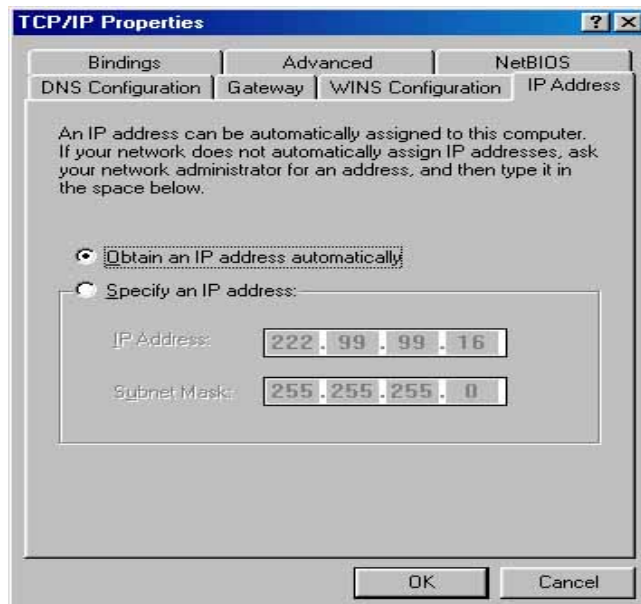 TCP/IP Properties
? ×
Bindings Advanced NetBIOS
DNS Configuration Gateway WINS Configuration IP Address
An IP address can be automatically assigned to this computer.
If your network does not automatically assign IP addresses, ask
your network administrator for an address, and then type it in
the space below.
Obtain an IP address automatically
Specify an IP address:
IP Address: 222 . 99 . 99 . 16
Subnet Mask: 255 . 255 . 255 . 0
OK Cancel